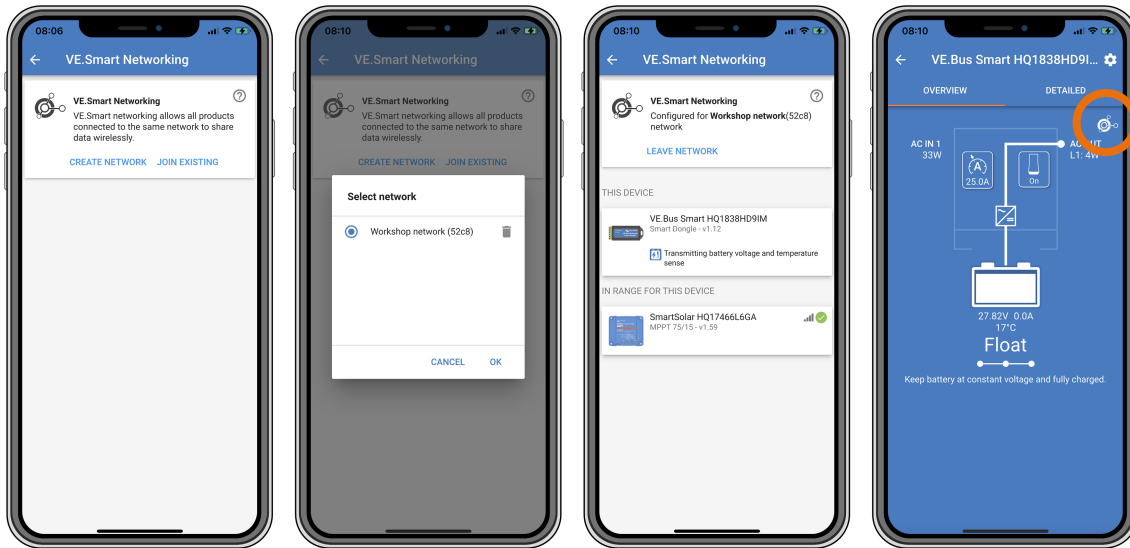 08:06
VE.Smart Networking
VE.Smart Networking
VE.Smart networking allows all products
connected to the same network to share
data wirelessly.
CREATE NETWORK JOIN EXISTING
08:10
VE.Smart Networking
VE.Smart Networking
VE.Smart networking allows all products
connected to the same network to share
data wirelessly.
CREATE NETWORK JOIN EXISTING
Select network
Workshop network (52c8)
CANCEL OK
08:10
VE.Smart Networking
VE.Smart Networking
Configured for Workshop network(52c8)
network
LEAVE NETWORK
THIS DEVICE
VE.Bus Smart HQ1838HD9IM
Smart Dongle - v1.12
Transmitting battery voltage and temperature
sense
IN RANGE FOR THIS DEVICE
SmartSolar HQ17466L6GA
MPPT 75/15 - v1.59
08:10
VE.Bus Smart HQ1838HD9I...
OVERVIEW DETAILED
AC IN 1
33W
25.0A
On
L1: 4W
27.82V 0.0A
17°C
Float
Keep battery at constant voltage and fully charged.